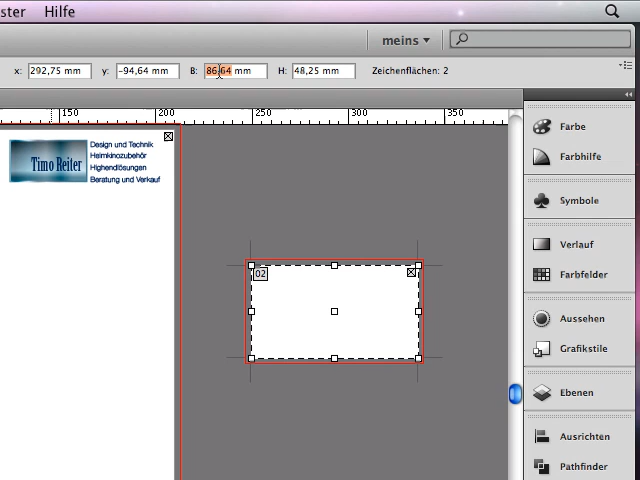 ster Hilfe
meins
x: 292,75 mm y: -94,64 mm B: 86,64 mm H: 48,25 mm Zeichenflächen: 2
150 200 250 300 350
Timo Reiter
Design und Technik
Heimkinozubehör
Highendlösungen
Beratung und Verkauf
02
Farbe
Farbhilfe
Symbole
Verlauf
Farbfelder
Aussehen
Grafikstile
Ebenen
Ausrichten
Pathfinder